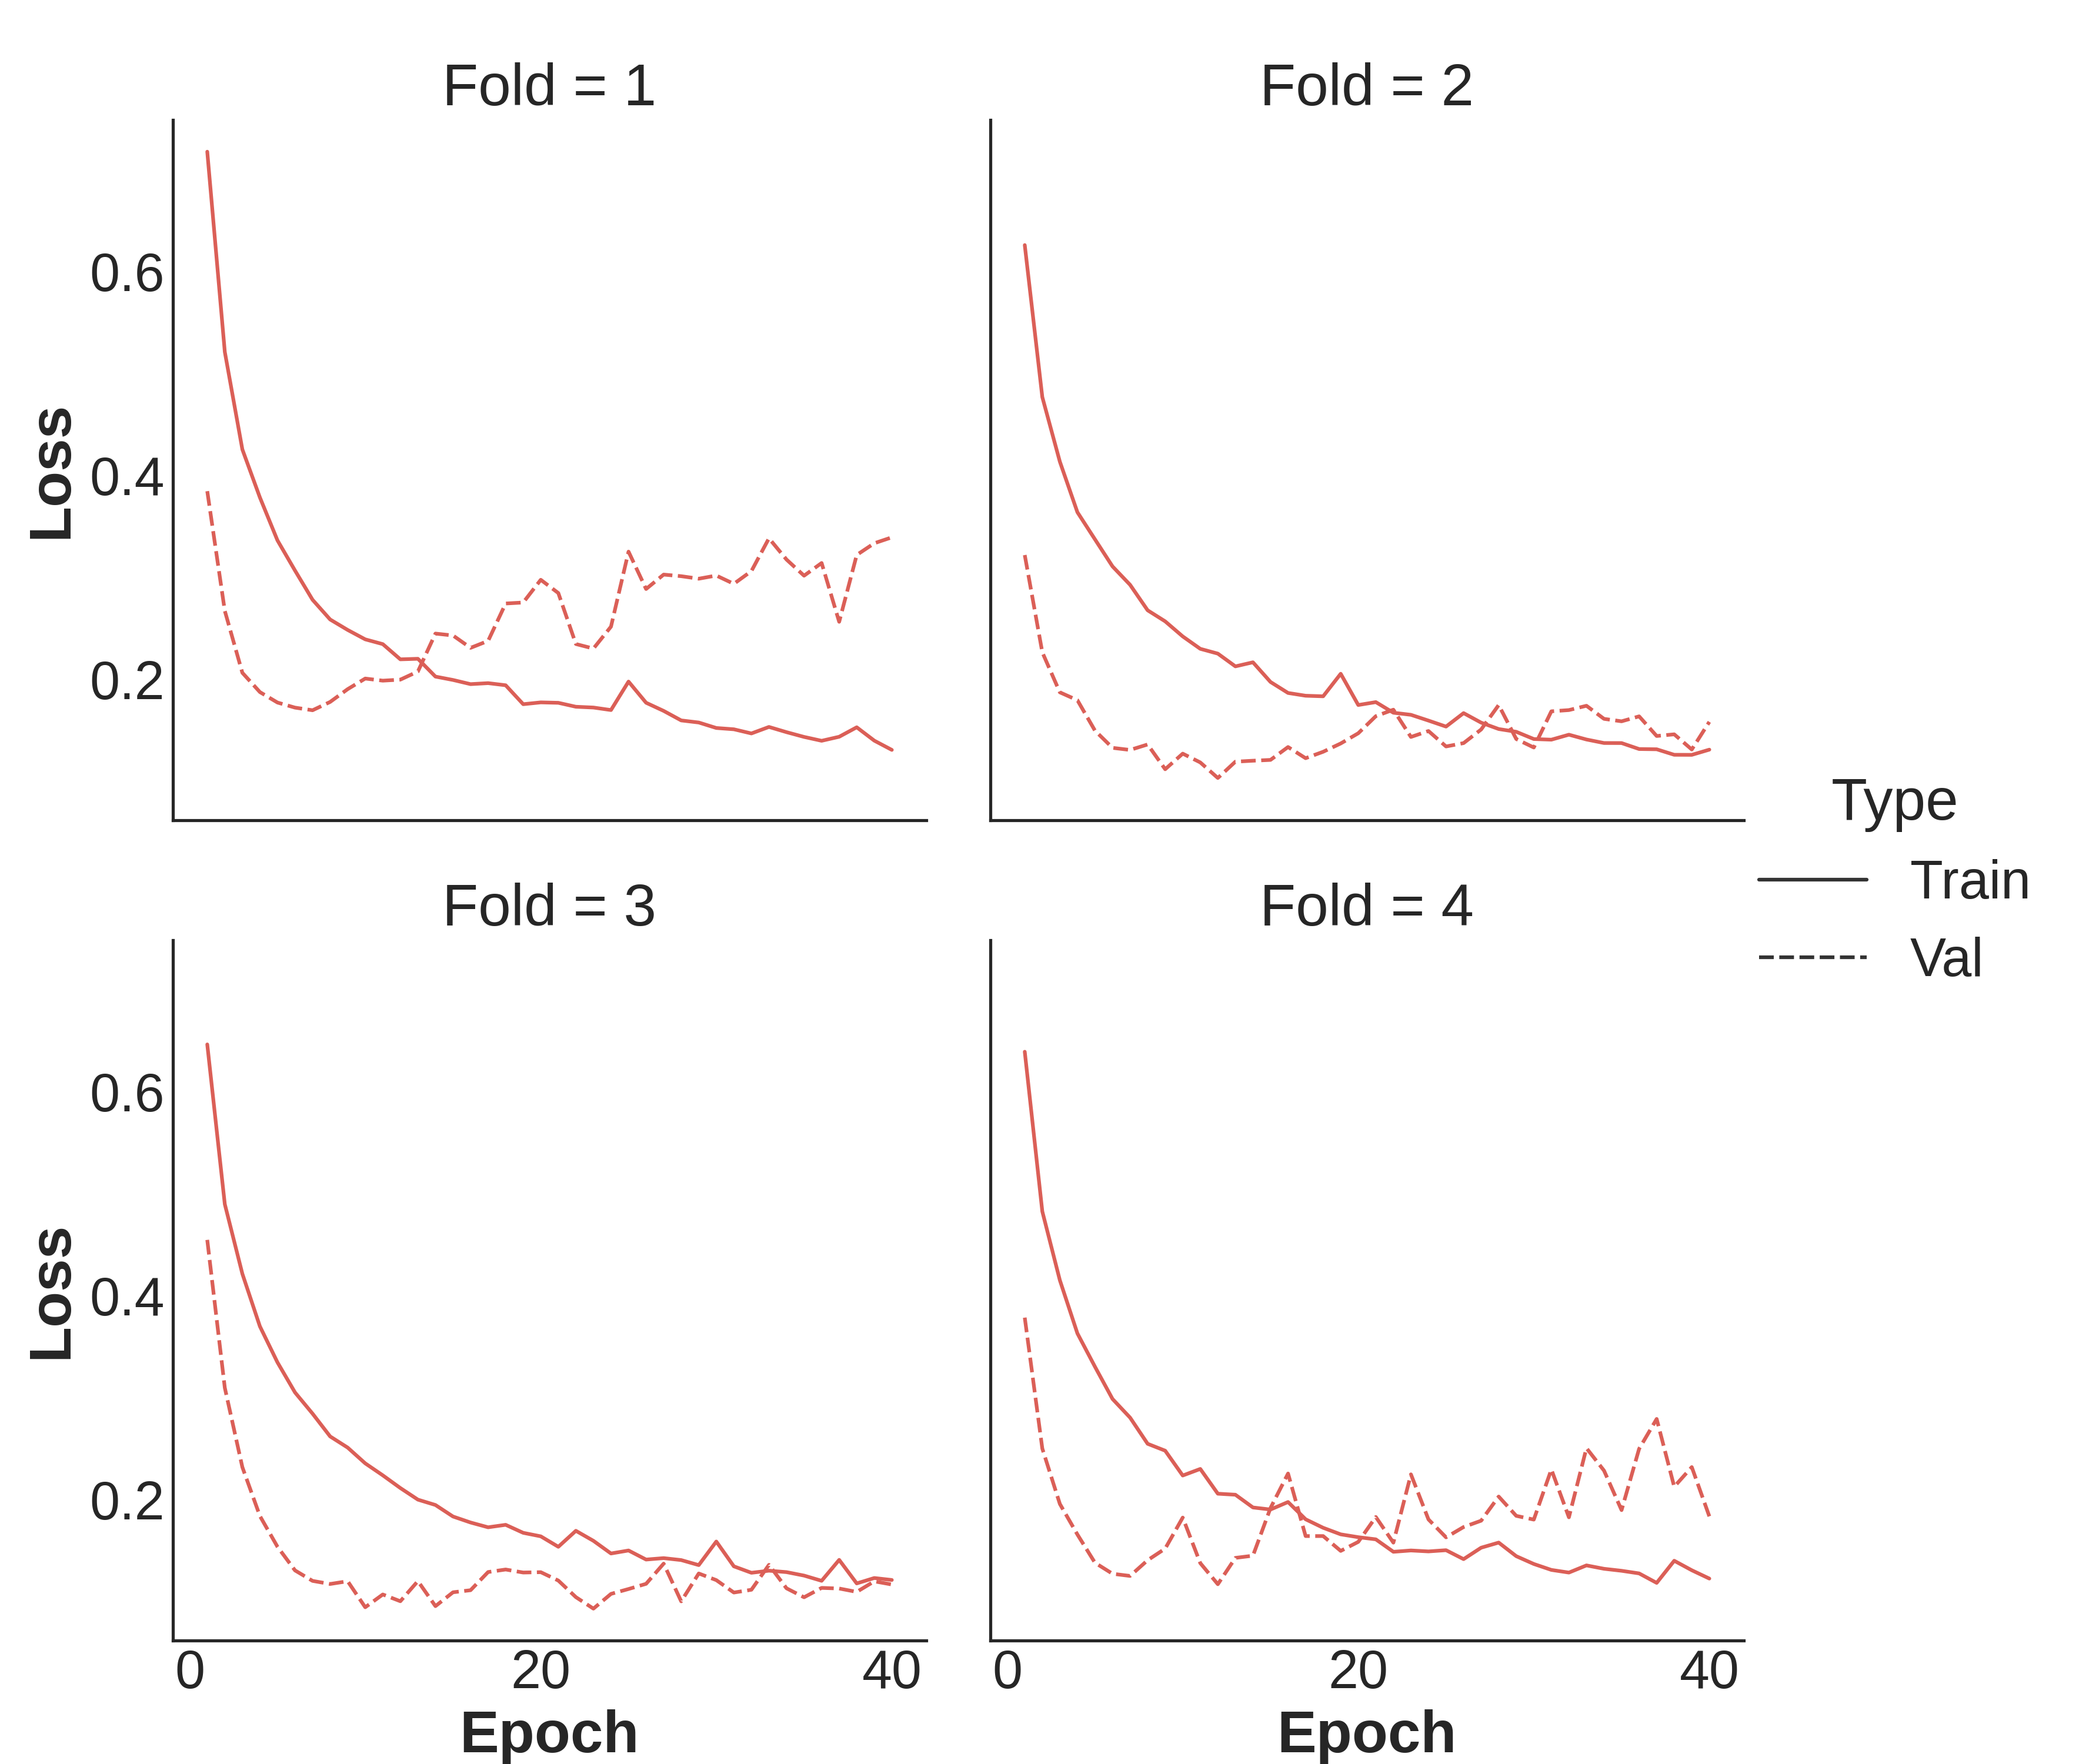 Fold = 1
Fold = 2
Loss
0.6
0.4
0.2
Type
Train
Val
Fold = 3
Fold = 4
Loss
0.6
0.4
0.2
0 20 40
0 20 40
Epoch
Epoch